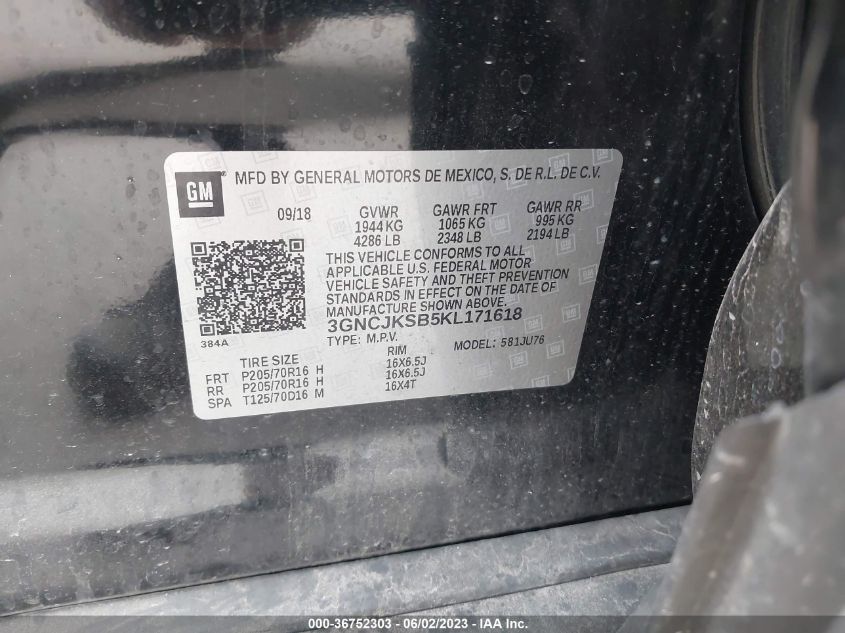 GM ® MFD BY GENERAL MOTORS DE MEXICO, S. DE R.L. DE C.V.
09/18 GVWR GAWR FRT GAWR RR
1944 KG 1065 KG 995 KG
4286 LB 2348 LB 2194 LB
THIS VEHICLE CONFORMS TO ALL
APPLICABLE U.S. FEDERAL MOTOR
VEHICLE SAFETY AND THEFT PREVENTION
STANDARDS IN EFFECT ON THE DATE OF
MANUFACTURE SHOWN ABOVE.
3GNCJKSB5KL171618
384A
TYPE: M.P.V. MODEL: 581JU76
TIRE SIZE RIM
FRT P205/70R16 H 16X6.5J
RR P205/70R16 H 16X6.5J
SPA T125/70D16 M 16X4T
000-36752303 - 06/02/2023 - IAA Inc.